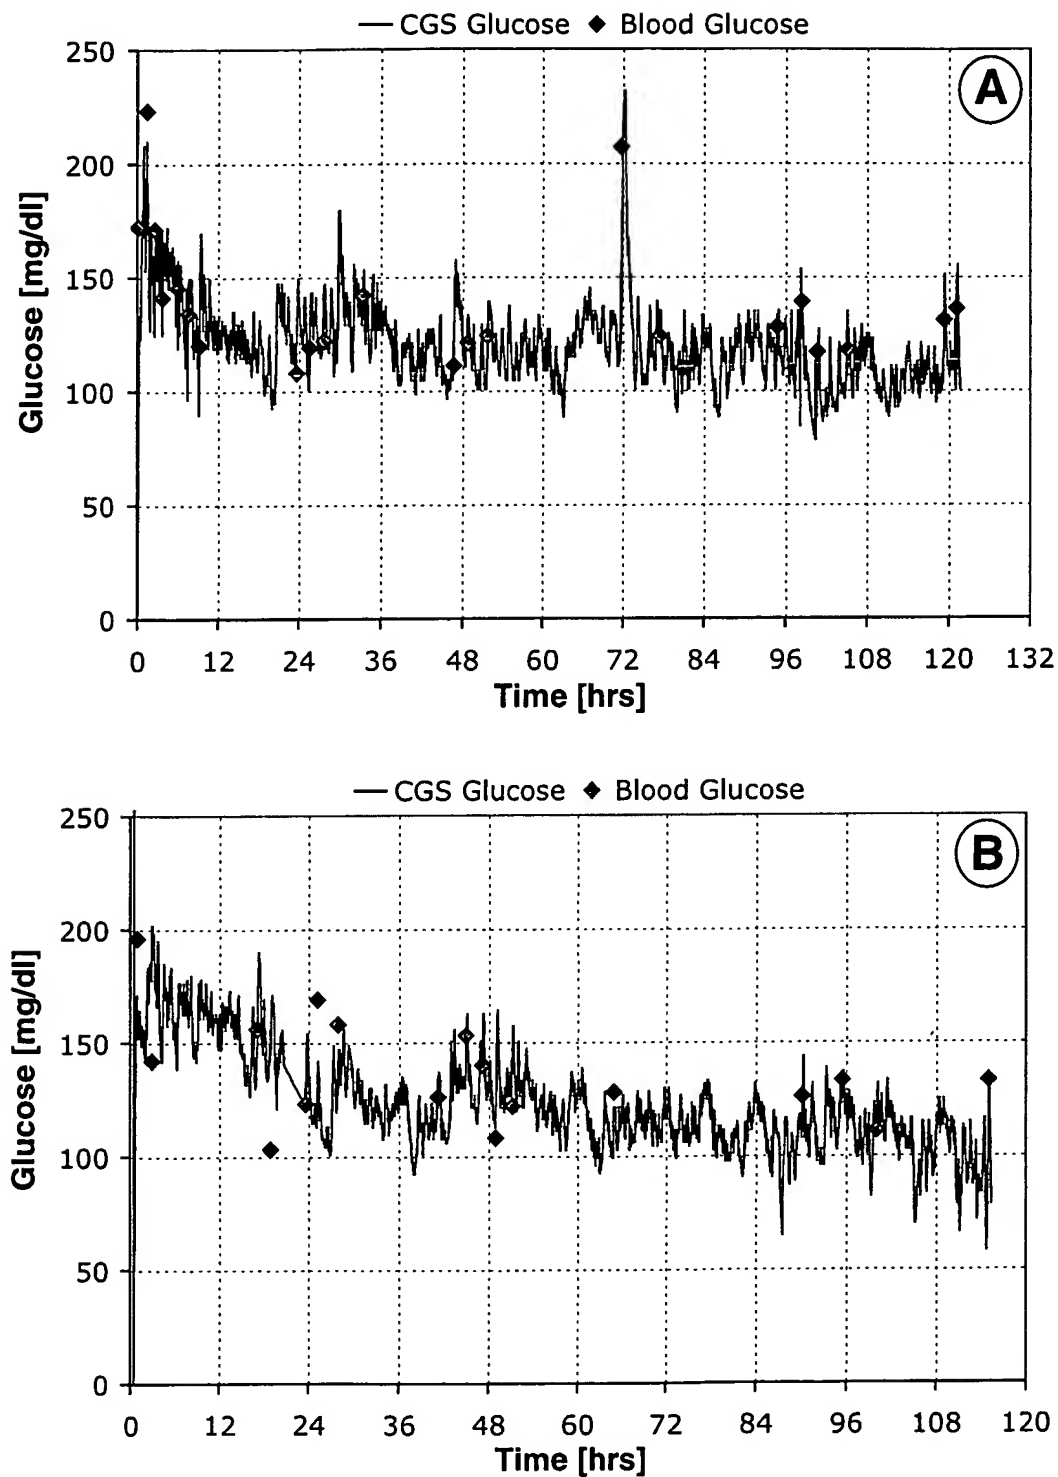 — CGS Glucose ◆ Blood Glucose
A
250
200
150
100
50
0
Glucose [mg/dl]
0 12 24 36 48 60 72 84 96 108 120 132
Time [hrs]
— CGS Glucose ◆ Blood Glucose
B
250
200
150
100
50
0
Glucose [mg/dl]
0 12 24 36 48 60 72 84 96 108 120
Time [hrs]